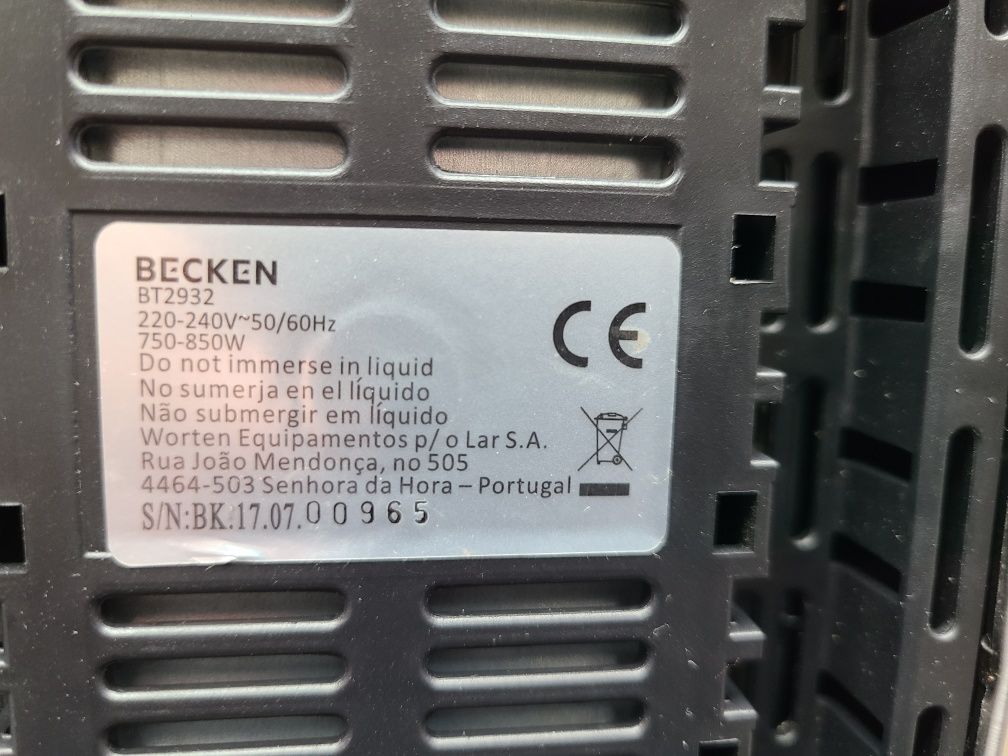 BECKEN
BT2932
220-240V~50/60Hz
750-850W
Do not immerse in liquid
No sumerja en el líquido
Não submergir em líquido
Worten Equipamentos p/ o Lar S.A.
Rua João Mendonça, no 505
4464-503 Senhora da Hora – Portugal
S/N:BK.17.07.00965
CE